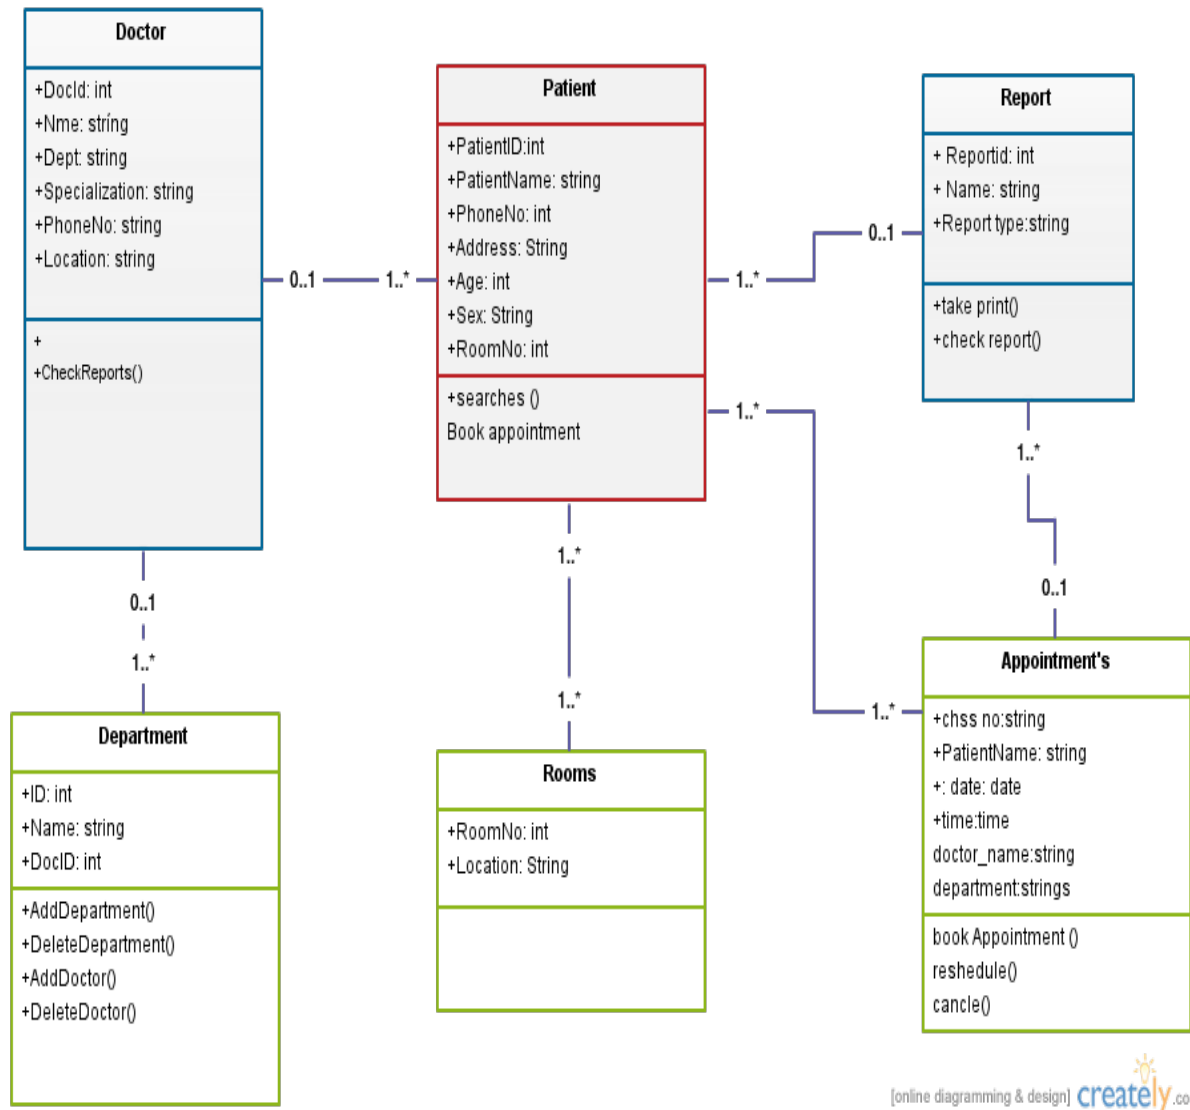 Doctor
+DocId: int
+Nme: stríng
+Dept: string
+Specialization: string
+PhoneNo: string
+Location: string
+
+CheckReports()
0..1
1..*
Patient
+PatientID:int
+PatientName: string
+PhoneNo: int
+Address: String
+Age: int
+Sex: String
+RoomNo: int
+searches ()
Book appointment
1..*
0..1
Report
+ Reportid: int
+ Name: string
+Report type:string
+take print()
+check report()
1..*
1..*
0..1
1..*
0..1
1..*
1..*
1..*
Department
+ID: int
+Name: string
+DocID: int
+AddDepartment()
+DeleteDepartment()
+AddDoctor()
+DeleteDoctor()
Rooms
+RoomNo: int
+Location: String
Appointment's
+chss no:string
+PatientName: string
+: date: date
+time:time
doctor_name:string
department:strings
book Appointment ()
reshedule()
cancle()
[online diagramming & design] creately.co